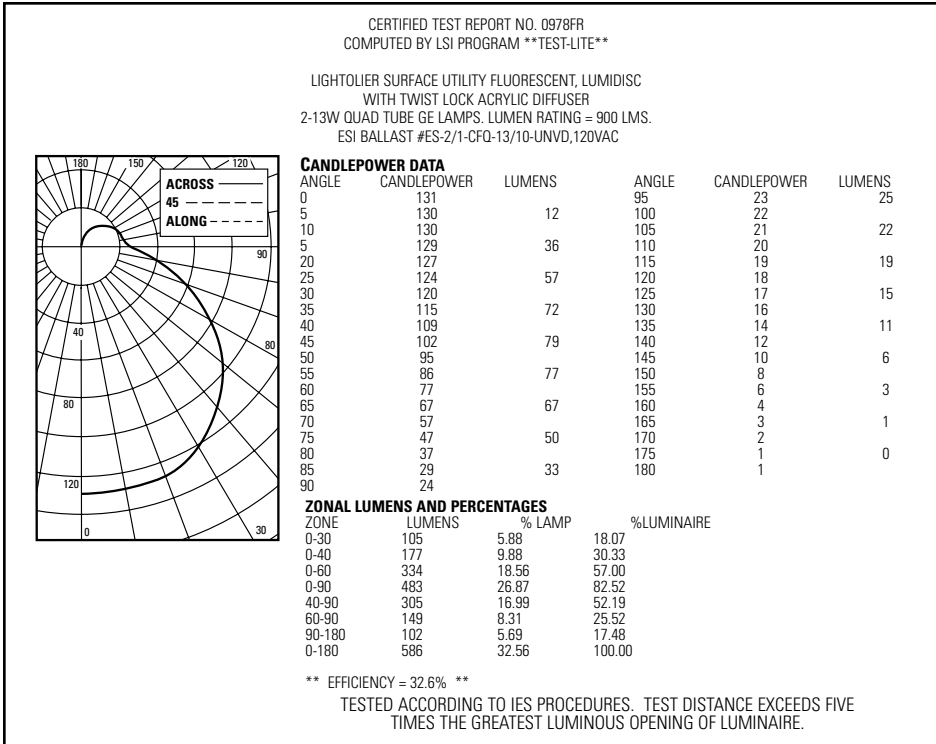 CERTIFIED TEST REPORT NO. 0978FR
COMPUTED BY LSI PROGRAM **TEST-LITE**
LIGHTOLIER SURFACE UTILITY FLUORESCENT, LUMIDISC
WITH TWIST LOCK ACRYLIC DIFFUSER
2-13W QUAD TUBE GE LAMPS. LUMEN RATING = 900 LMS.
ESI BALLAST #ES-2/1-CFQ-13/10-UNVD,120VAC
180 150 120
ACROSS
45
ALONG
90
40
80
80
120
0 30
CANDLEPOWER DATA
ANGLE CANDLEPOWER LUMENS ANGLE CANDLEPOWER LUMENS
0 131 95 23 25
5 130 12 100 22
10 130 105 21 22
5 129 36 110 20
20 127 115 19 19
25 124 57 120 18
30 120 125 17 15
35 115 72 130 16
40 109 135 14 11
45 102 79 140 12
50 95 145 10 6
55 86 77 150 8
60 77 155 6 3
65 67 67 160 4
70 57 165 3 1
75 47 50 170 2
80 37 175 1 0
85 29 33 180 1
90 24
ZONAL LUMENS AND PERCENTAGES
ZONE LUMENS % LAMP %LUMINAIRE
0-30 105 5.88 18.07
0-40 177 9.88 30.33
0-60 334 18.56 57.00
0-90 483 26.87 82.52
40-90 305 16.99 52.19
60-90 149 8.31 25.52
90-180 102 5.69 17.48
0-180 586 32.56 100.00
** EFFICIENCY = 32.6% **
TESTED ACCORDING TO IES PROCEDURES. TEST DISTANCE EXCEEDS FIVE
TIMES THE GREATEST LUMINOUS OPENING OF LUMINAIRE.